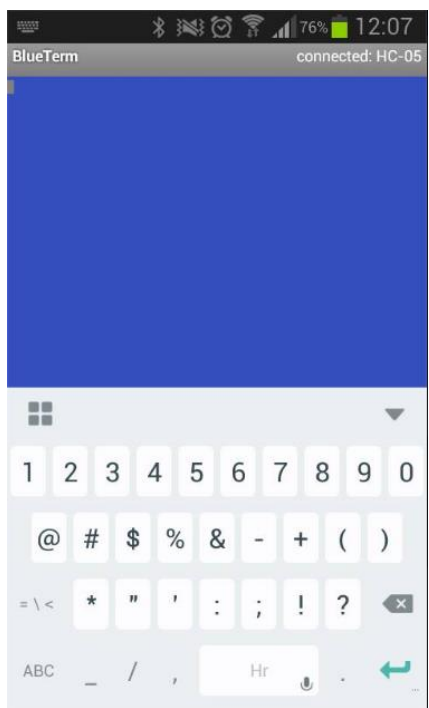 76% 12:07
BlueTerm connected: HC-05
1 2 3 4 5 6 7 8 9 0
@ # $ % & - + ( )
= \ < * " ' : ; ! ?
ABC _ / , Hr . ...